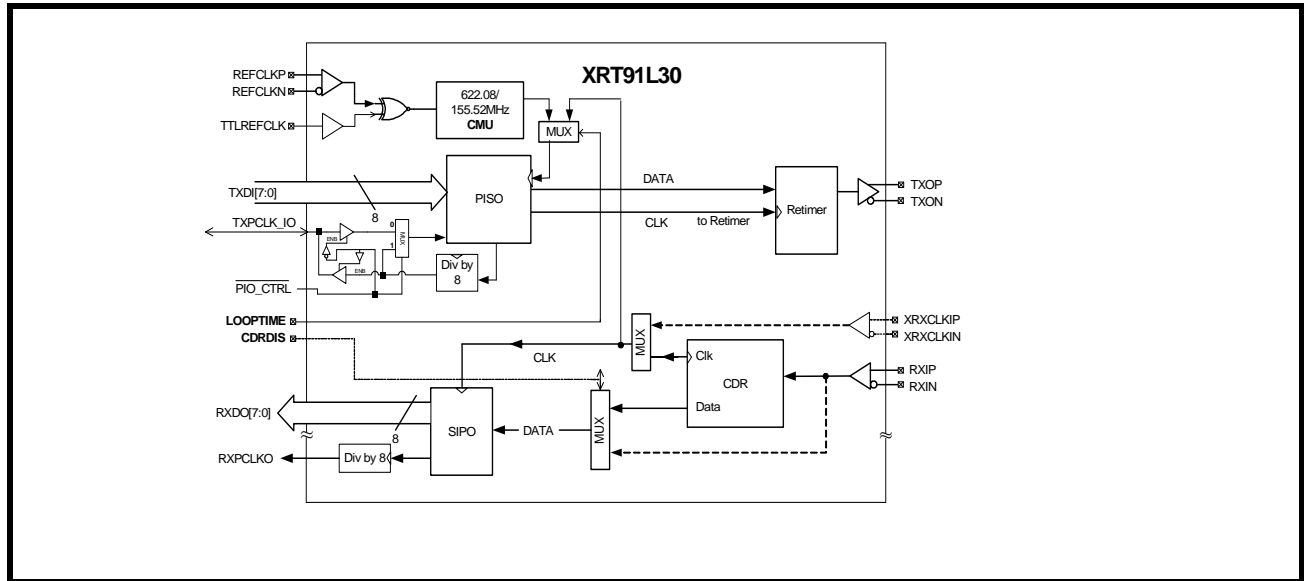 XRT91L30
REFCLKP
REFCLKN
TTLREFCLK
622.08/
155.52MHz
CMU
MUX
TXDI[7:0]
8
PISO
DATA
CLK
to Retimer
Retimer
TXOP
TXON
TXPCLK_IO
ENB
0
MUX
1
ENB
Div by
8
PIO_CTRL
LOOPTIME
CDRDIS
XRXCLKIP
XRXCLKIN
MUX
CLK
Clk
CDR
Data
RXIP
RXIN
RXDO[7:0]
8
SIPO
DATA
MUX
RXPCLKO
Div by 8